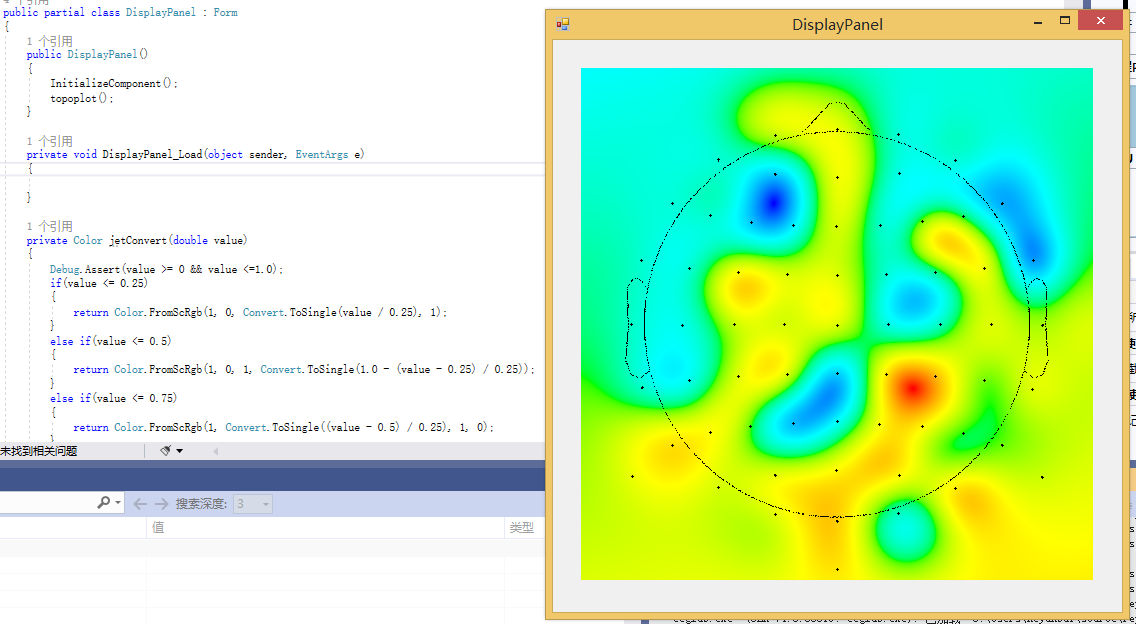 public partial class DisplayPanel : Form
{
1 个引用
public DisplayPanel()
{
InitializeComponent();
topoplot();
}
1 个引用
private void DisplayPanel_Load(object sender, EventArgs e)
{
}
1 个引用
private Color jetConvert(double value)
{
Debug.Assert(value >= 0 && value <=1.0);
if(value <= 0.25)
{
return Color.FromScRgb(1, 0, Convert.ToSingle(value / 0.25), 1);
}
else if(value <= 0.5)
{
return Color.FromScRgb(1, 0, 1, Convert.ToSingle(1.0 - (value - 0.25) / 0.25));
}
else if(value <= 0.75)
{
return Color.FromScRgb(1, Convert.ToSingle((value - 0.5) / 0.25), 1, 0);
未找到相关问题
搜索深度: 3
值 类型
DisplayPanel